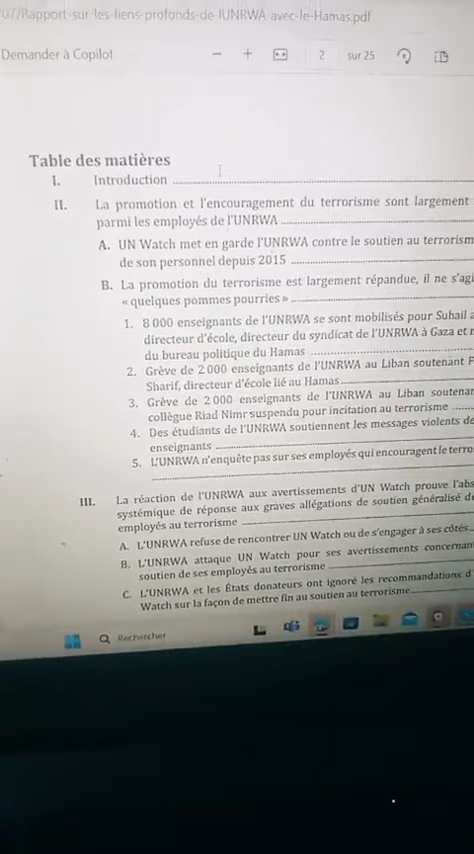 07/Rapport-sur-les-liens-profonds-de-lUNRWA-avec-le-Hamas.pdf
Demander à Copilot
2 sur 25
Table des matières
I. Introduction
II. La promotion et l'encouragement du terrorisme sont largement
parmi les employés de l'UNRWA
A. UN Watch met en garde l'UNRWA contre le soutien au terrorism
de son personnel depuis 2015
B. La promotion du terrorisme est largement répandue, il ne s'agi
« quelques pommes pourries »
1. 8 000 enseignants de l'UNRWA se sont mobilisés pour Suhail a
directeur d'école, directeur du syndicat de l'UNRWA à Gaza et
du bureau politique du Hamas
2. Grève de 2 000 enseignants de l'UNRWA au Liban soutenant F
Sharif, directeur d'école lié au Hamas
3. Grève de 2 000 enseignants de l'UNRWA au Liban soutenan
collègue Riad Nimr suspendu pour incitation au terrorisme
4. Des étudiants de l'UNRWA soutiennent les messages violents de
enseignants
5. L'UNRWA n'enquête pas sur ses employés qui encouragent le terro
III. La réaction de l'UNRWA aux avertissements d'UN Watch prouve l'abs
systémique de réponse aux graves allégations de soutien généralisé d
employés au terrorisme
A. L'UNRWA refuse de rencontrer UN Watch ou de s'engager à ses côtés
B. L'UNRWA attaque UN Watch pour ses avertissements concernan
soutien de ses employés au terrorisme
C. L'UNRWA et les États donateurs ont ignoré les recommandations d'
Watch sur la façon de mettre fin au soutien au terrorisme
Rechercher